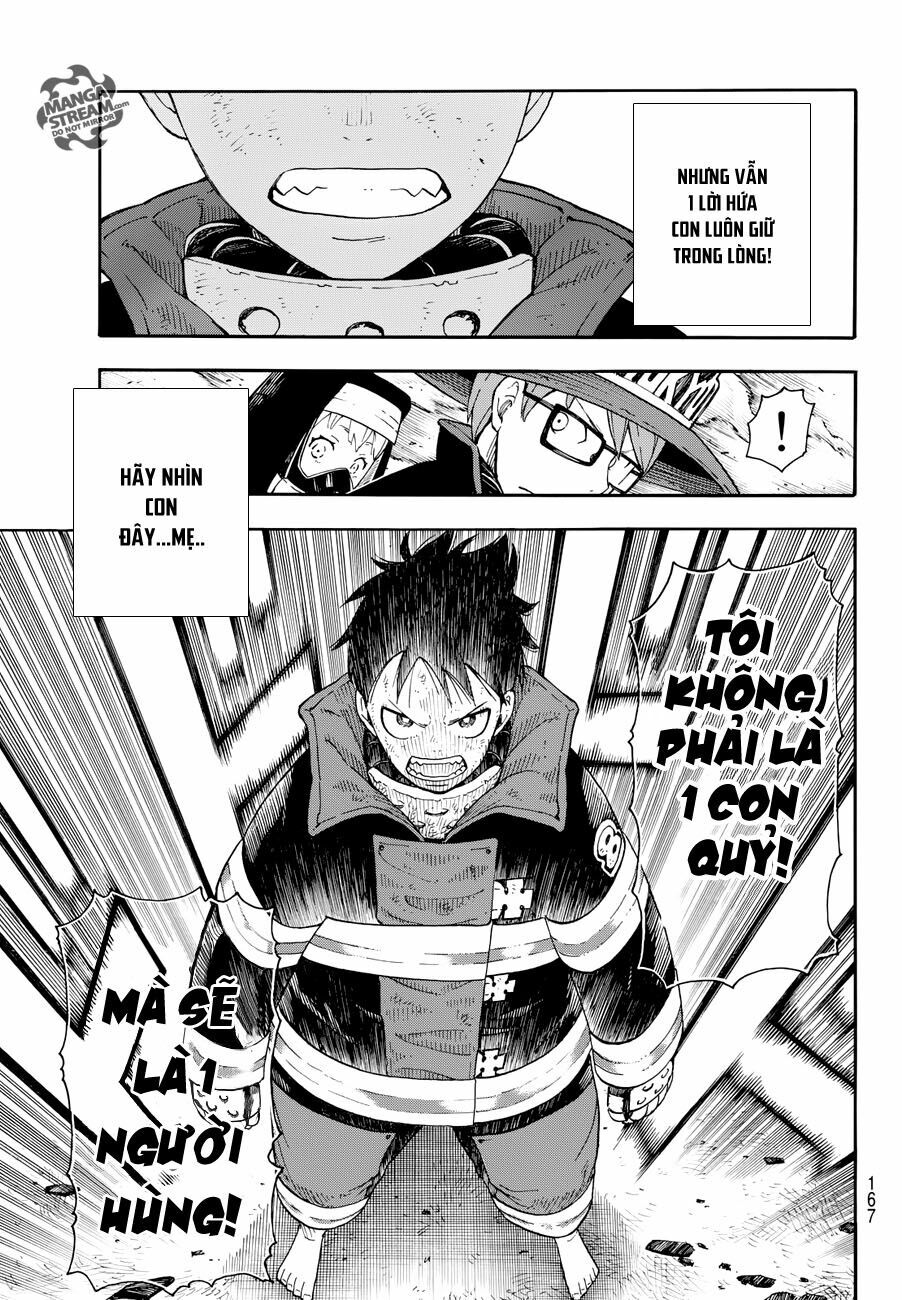 MANGA
STREAM.com
DO NOT MIRROR!
NHƯNG VẪN
1 LỜI HỨA
CON LUÔN GIỮ
TRONG LÒNG!
!
HÃY NHÌN
CON
ĐÂY...MẸ..
TÔI
KHÔNG
PHẢI LÀ
1 CON
QUỶ!
8
MÀ SẼ
LÀ 1
NGƯỜI
HÙNG!
167